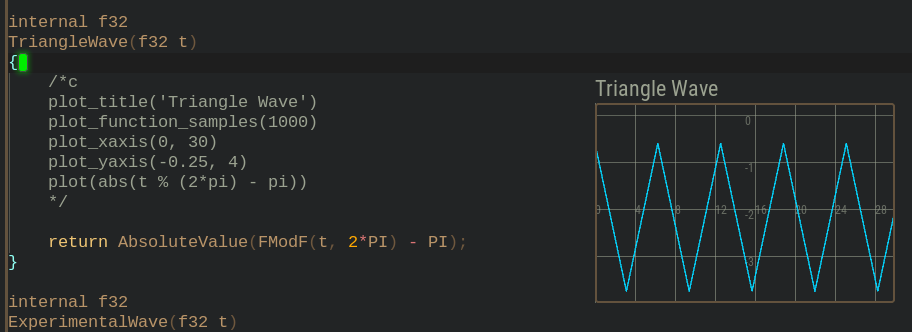 internal f32
TriangleWave(f32 t)
{
/*c
plot_title('Triangle Wave')
plot_function_samples(1000)
plot_xaxis(0, 30)
plot_yaxis(-0.25, 4)
plot(abs(t % (2*pi) - pi))
*/
return AbsoluteValue(FModF(t, 2*PI) - PI);
}
internal f32
ExperimentalWave(f32 t)
Triangle Wave
0
-1
-2
-3
0 4 8 12 16 20 24 28